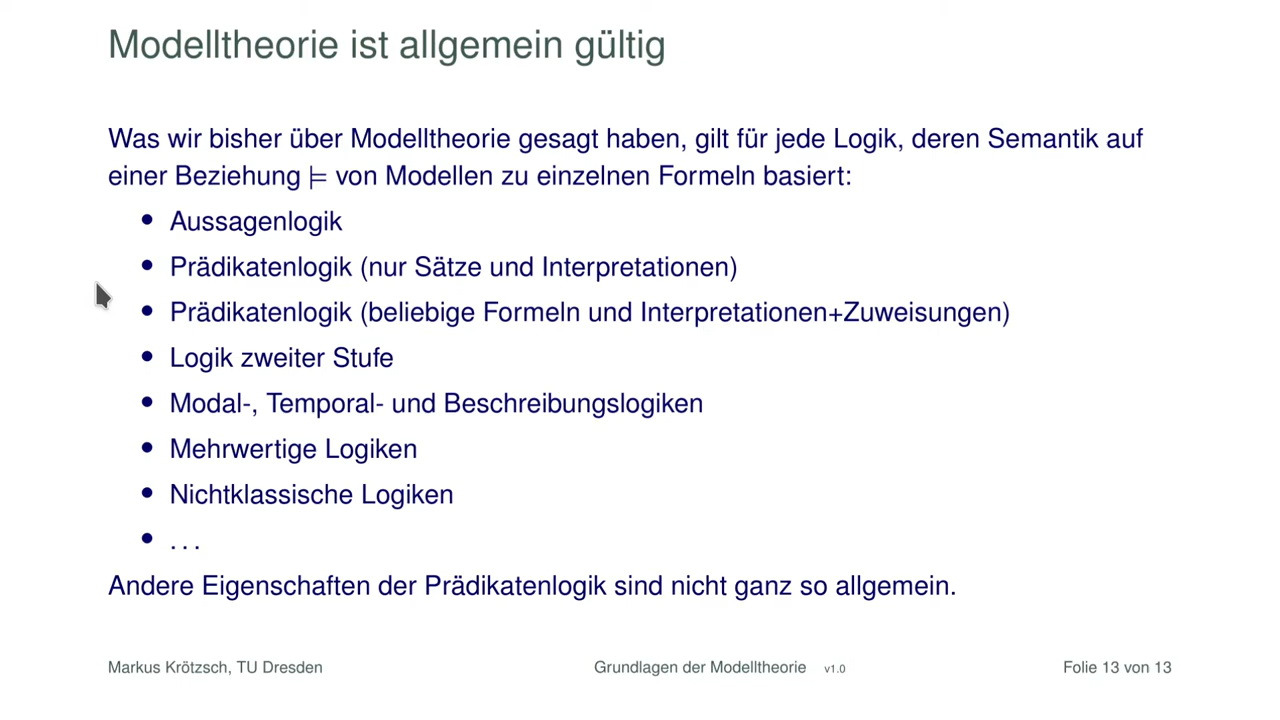 Modelltheorie ist allgemein gültig
Was wir bisher über Modelltheorie gesagt haben, gilt für jede Logik, deren Semantik auf
einer Beziehung ⊨ von Modellen zu einzelnen Formeln basiert:
• Aussagenlogik
• Prädikatenlogik (nur Sätze und Interpretationen)
• Prädikatenlogik (beliebige Formeln und Interpretationen+Zuweisungen)
• Logik zweiter Stufe
• Modal-, Temporal- und Beschreibungslogiken
• Mehrwertige Logiken
• Nichtklassische Logiken
• . . .
Andere Eigenschaften der Prädikatenlogik sind nicht ganz so allgemein.
Markus Krötzsch, TU Dresden Grundlagen der Modelltheorie v1.0 Folie 13 von 13